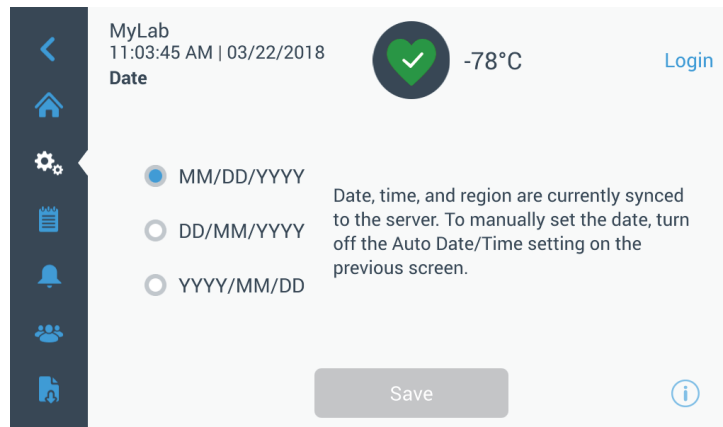 MyLab
11:03:45 AM | 03/22/2018
Date
-78°C
Login
MM/DD/YYYY
DD/MM/YYYY
YYYY/MM/DD
Date, time, and region are currently synced
to the server. To manually set the date, turn
off the Auto Date/Time setting on the
previous screen.
Save
i